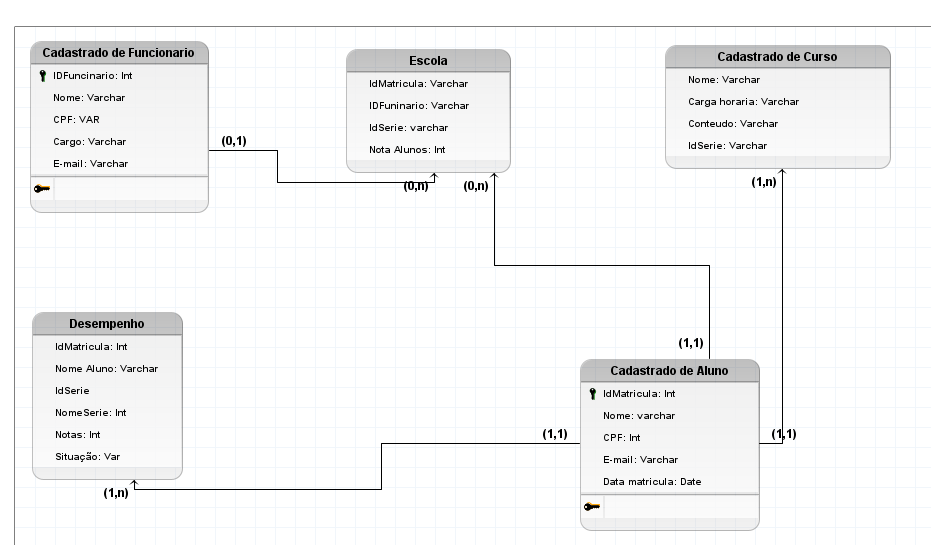 Cadastrado de Funcionario
IDFuncinario: Int
Nome: Varchar
CPF: VAR
Cargo: Varchar
E-mail: Varchar
(0,1)
Escola
IdMatricula: Varchar
IDFuninario: Varchar
IdSerie: varchar
Nota Alunos: Int
(0,n)
(0,n)
Cadastrado de Curso
Nome: Varchar
Carga horaria: Varchar
Conteudo: Varchar
IdSerie: Varchar
(1,n)
Desempenho
IdMatricula: Int
Nome Aluno: Varchar
IdSerie
NomeSerie: Int
Notas: Int
Situação: Var
(1,n)
(1,1)
(1,1)
Cadastrado de Aluno
IdMatricula: Int
Nome: varchar
CPF: Int
E-mail: Varchar
Data matricula: Date
(1,1)